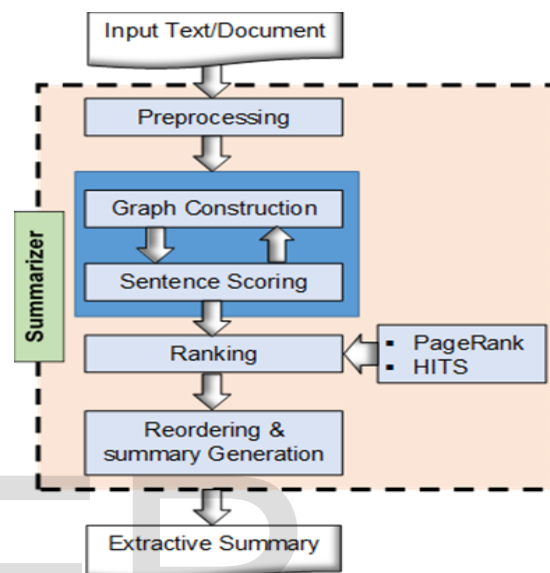 Input Text/Document
Preprocessing
Graph Construction
Sentence Scoring
Summarizer
Ranking
▪ PageRank
▪ HITS
Reordering &
summary Generation
Extractive Summary